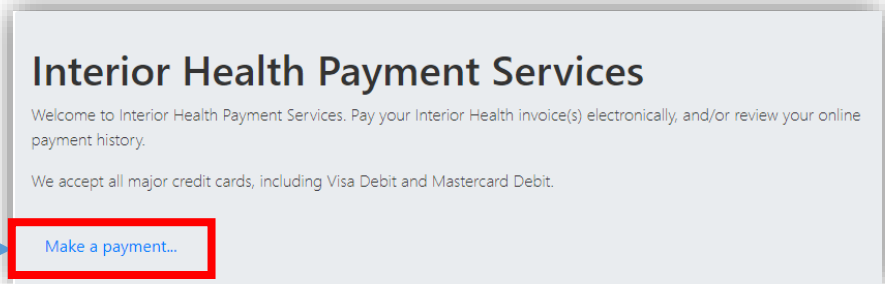 Interior Health Payment Services
Welcome to Interior Health Payment Services. Pay your Interior Health invoice(s) electronically, and/or review your online
payment history.
We accept all major credit cards, including Visa Debit and Mastercard Debit.
Make a payment...